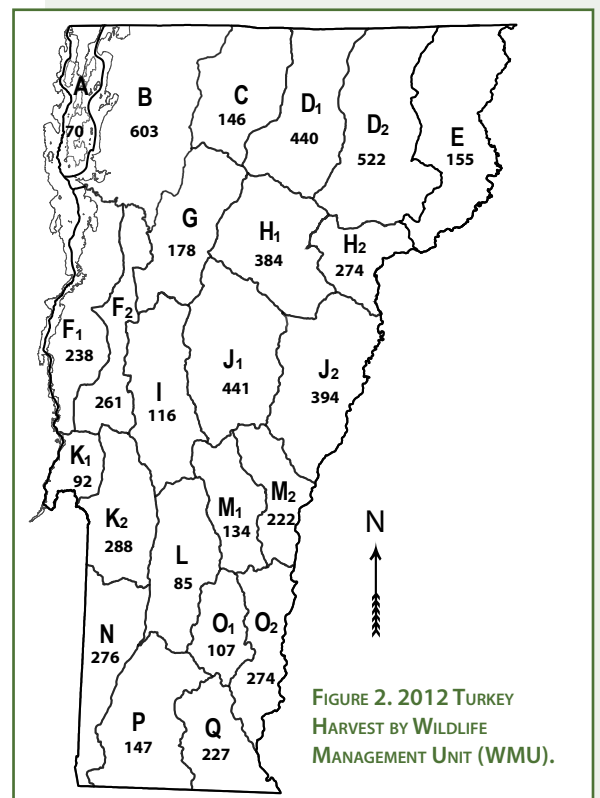 A
70
B
603
C
146
D1
440
D2
522
E
155
G
178
H1
384
H2
274
F1
238
F2
261
I
116
J1
441
J2
394
K1
92
K2
288
L
85
M1
134
M2
222
N
276
O1
107
O2
274
P
147
Q
227
N
FIGURE 2. 2012 TURKEY
HARVEST BY WILDLIFE
MANAGEMENT UNIT (WMU).